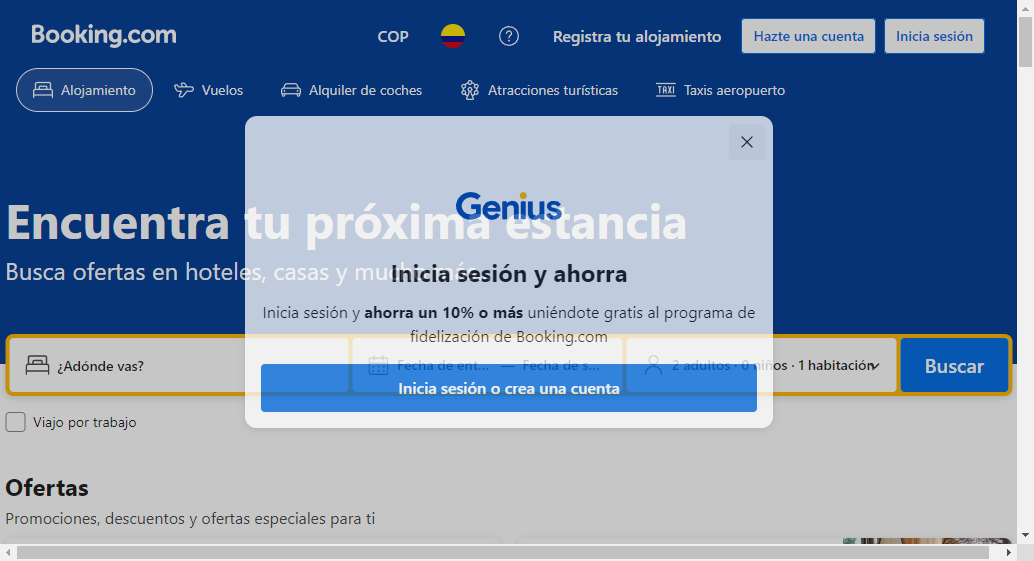 Booking.com
COP
Registra tu alojamiento
Hazte una cuenta
Inicia sesión
Alojamiento
Vuelos
Alquiler de coches
Atracciones turísticas
TAXI Taxis aeropuerto
Encuentra tu próxima estancia
Busca ofertas en hoteles, casas y mucho más...
Genius
Inicia sesión y ahorra
Inicia sesión y ahorra un 10% o más uniéndote gratis al programa de
fidelización de Booking.com
Inicia sesión o crea una cuenta
¿Adónde vas?
Fecha de ent... — Fecha de s...
2 adultos · 0 niños · 1 habitación
Buscar
Viajo por trabajo
Ofertas
Promociones, descuentos y ofertas especiales para ti